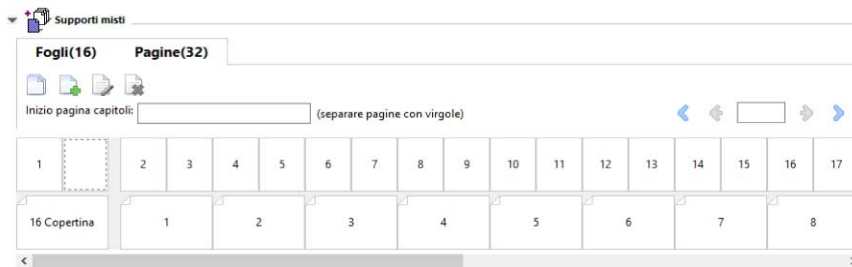 Supporti misti
Fogli(16) Pagine(32)
Inizio pagina capitoli: (separare pagine con virgole)
1 2 3 4 5 6 7 8 9 10 11 12 13 14 15 16 17
16 Copertina 1 2 3 4 5 6 7 8